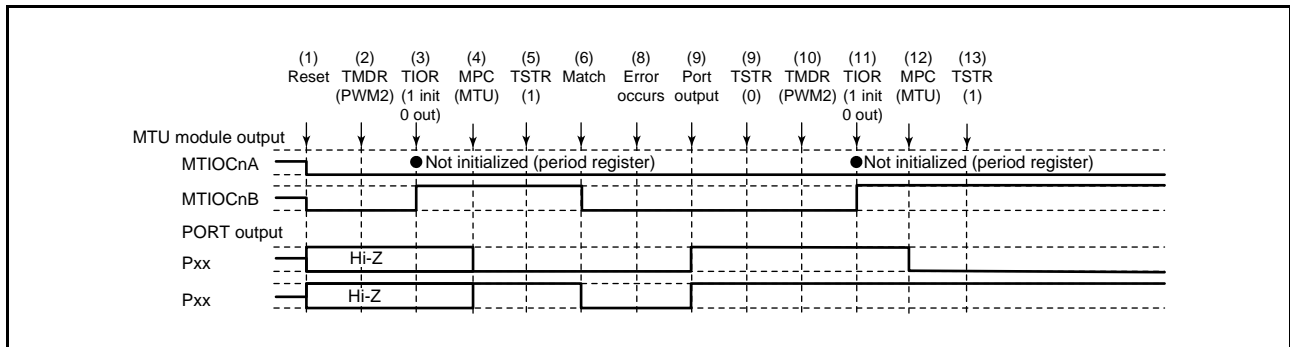 (1) (2) (3) (4) (5) (6) (8) (9) (9) (10) (11) (12) (13)
Reset TMDR TIOR MPC TSTR Match Error Port TSTR TMDR TIOR MPC TSTR
(PWM2) (1 init (MTU) (1) occurs output (0) (PWM2) (1 init (MTU) (1)
0 out) 0 out)
MTU module output
MTIOCnA ●Not initialized (period register) ●Not initialized (period register)
MTIOCnB
PORT output
Pxx Hi-Z
Pxx Hi-Z